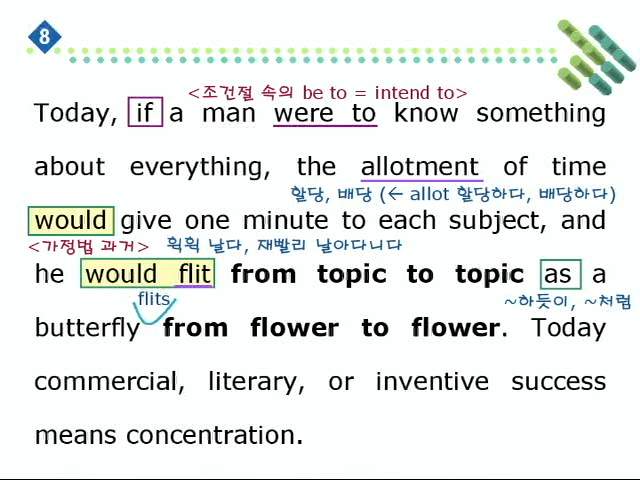 8
<조건절 속의 be to = intend to>
Today, if a man were to know something
about everything, the allotment of time
할당, 배당 (← allot 할당하다, 배당하다)
would give one minute to each subject, and
<가정법 과거> 휙휙 날다, 재빨리 날아다니다
he would flit from topic to topic as a
flits ~하듯이, ~처럼
butterfly from flower to flower. Today
commercial, literary, or inventive success
means concentration.